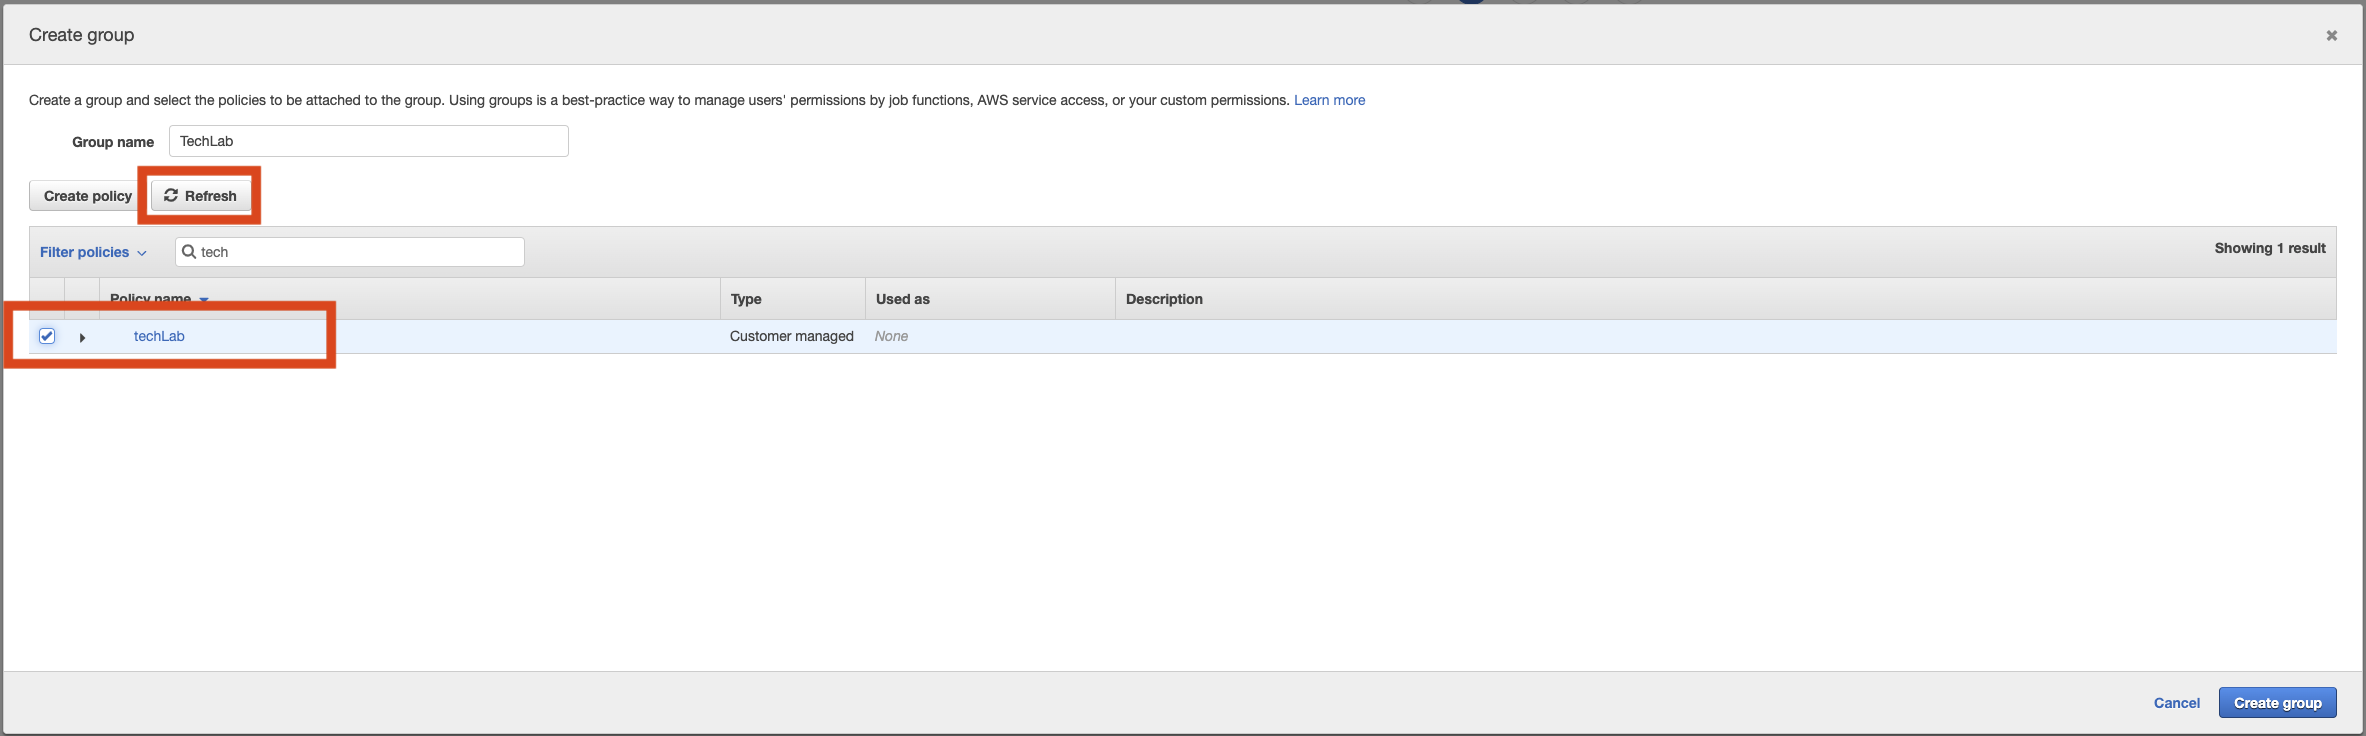 Create group
Create a group and select the policies to be attached to the group. Using groups is a best-practice way to manage users' permissions by job functions, AWS service access, or your custom permissions. Learn more
Group name TechLab
Create policy Refresh
Filter policies tech Showing 1 result
Policy name Type Used as Description
techLab Customer managed None
Cancel Create group